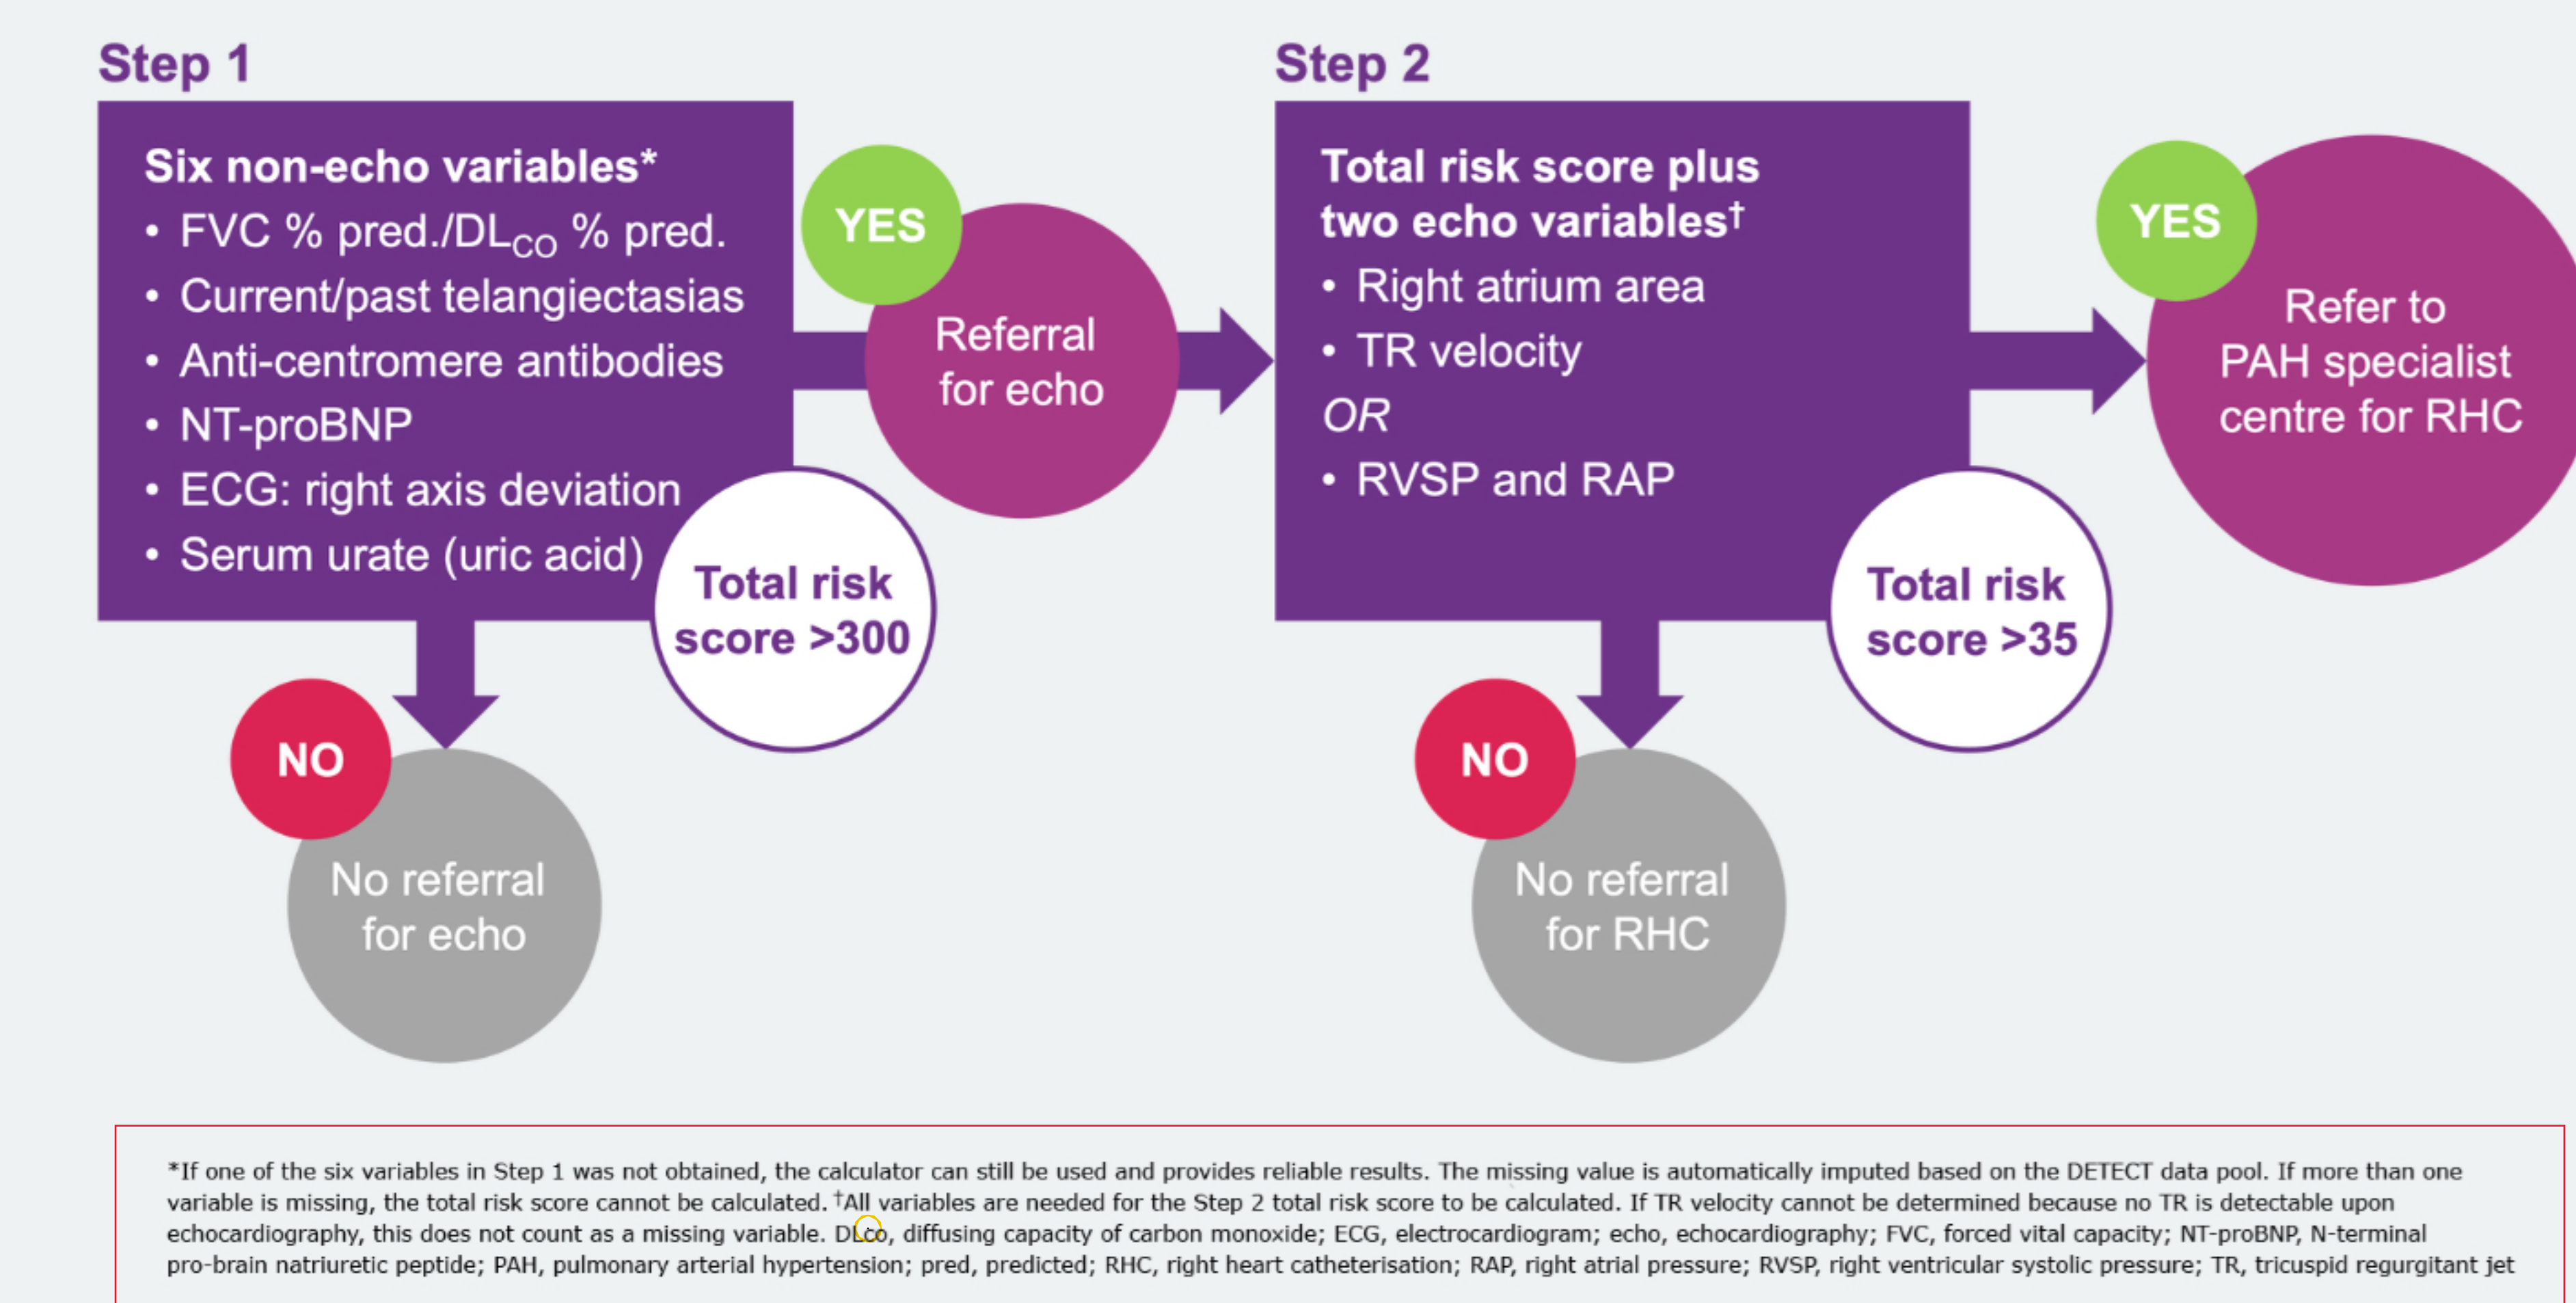 Step 1
Six non-echo variables*
• FVC % pred./DLCO % pred.
• Current/past telangiectasias
• Anti-centromere antibodies
• NT-proBNP
• ECG: right axis deviation
• Serum urate (uric acid)
Total risk
score >300
YES
Referral
for echo
NO
No referral
for echo
Step 2
Total risk score plus
two echo variables†
• Right atrium area
• TR velocity
OR
• RVSP and RAP
Total risk
score >35
YES
Refer to
PAH specialist
centre for RHC
NO
No referral
for RHC
*If one of the six variables in Step 1 was not obtained, the calculator can still be used and provides reliable results. The missing value is automatically imputed based on the DETECT data pool. If more than one
variable is missing, the total risk score cannot be calculated. †All variables are needed for the Step 2 total risk score to be calculated. If TR velocity cannot be determined because no TR is detectable upon
echocardiography, this does not count as a missing variable. DLco, diffusing capacity of carbon monoxide; ECG, electrocardiogram; echo, echocardiography; FVC, forced vital capacity; NT-proBNP, N-terminal
pro-brain natriuretic peptide; PAH, pulmonary arterial hypertension; pred, predicted; RHC, right heart catheterisation; RAP, right atrial pressure; RVSP, right ventricular systolic pressure; TR, tricuspid regurgitant jet